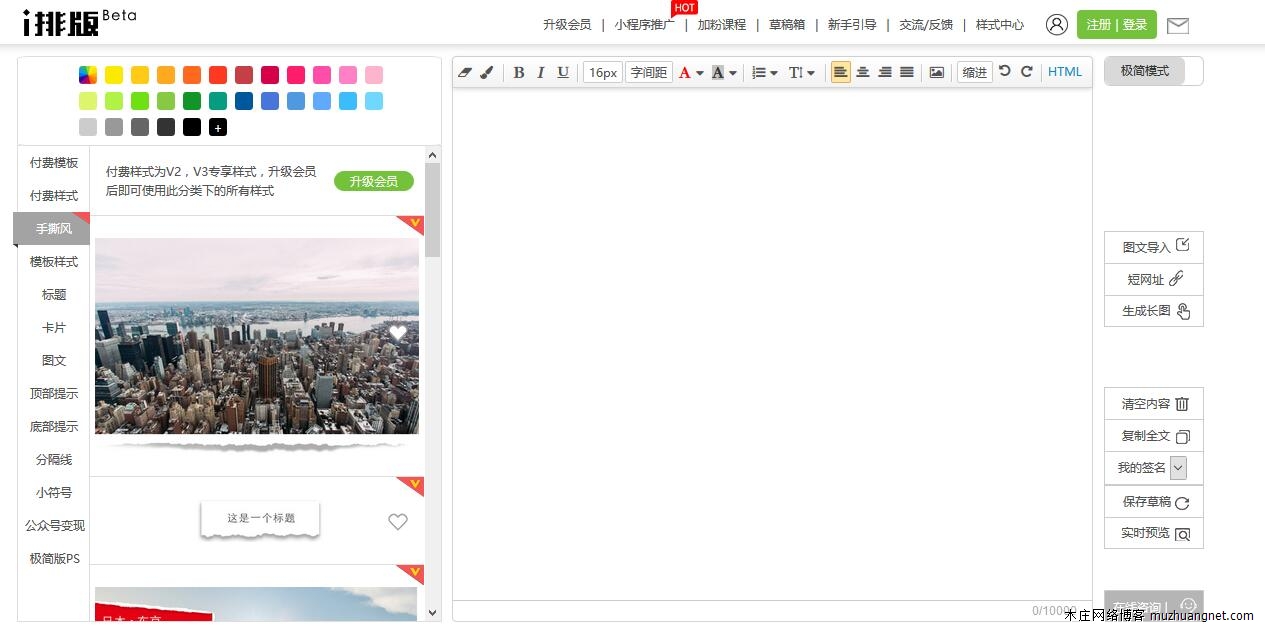 i排版 Beta
升级会员 | 小程序推广 | 加粉课程 | 草稿箱 | 新手引导 | 交流/反馈 | 样式中心
HOT
注册 | 登录
B I U 16px 字间距 A A T 缩进 HTML
极简模式
付费模板
付费样式
手撕风
模板样式
标题
卡片
图文
顶部提示
底部提示
分隔线
小符号
公众号变现
极简版PS
付费样式为V2，V3专享样式，升级会员
后即可使用此分类下的所有样式
升级会员
V
V
这是一个标题
V
日本·东京
图文导入
短网址
生成长图
清空内容
复制全文
我的签名
保存草稿
实时预览
在线咨询 |
0/10000
木庄网络博客 muzhuangnet.com